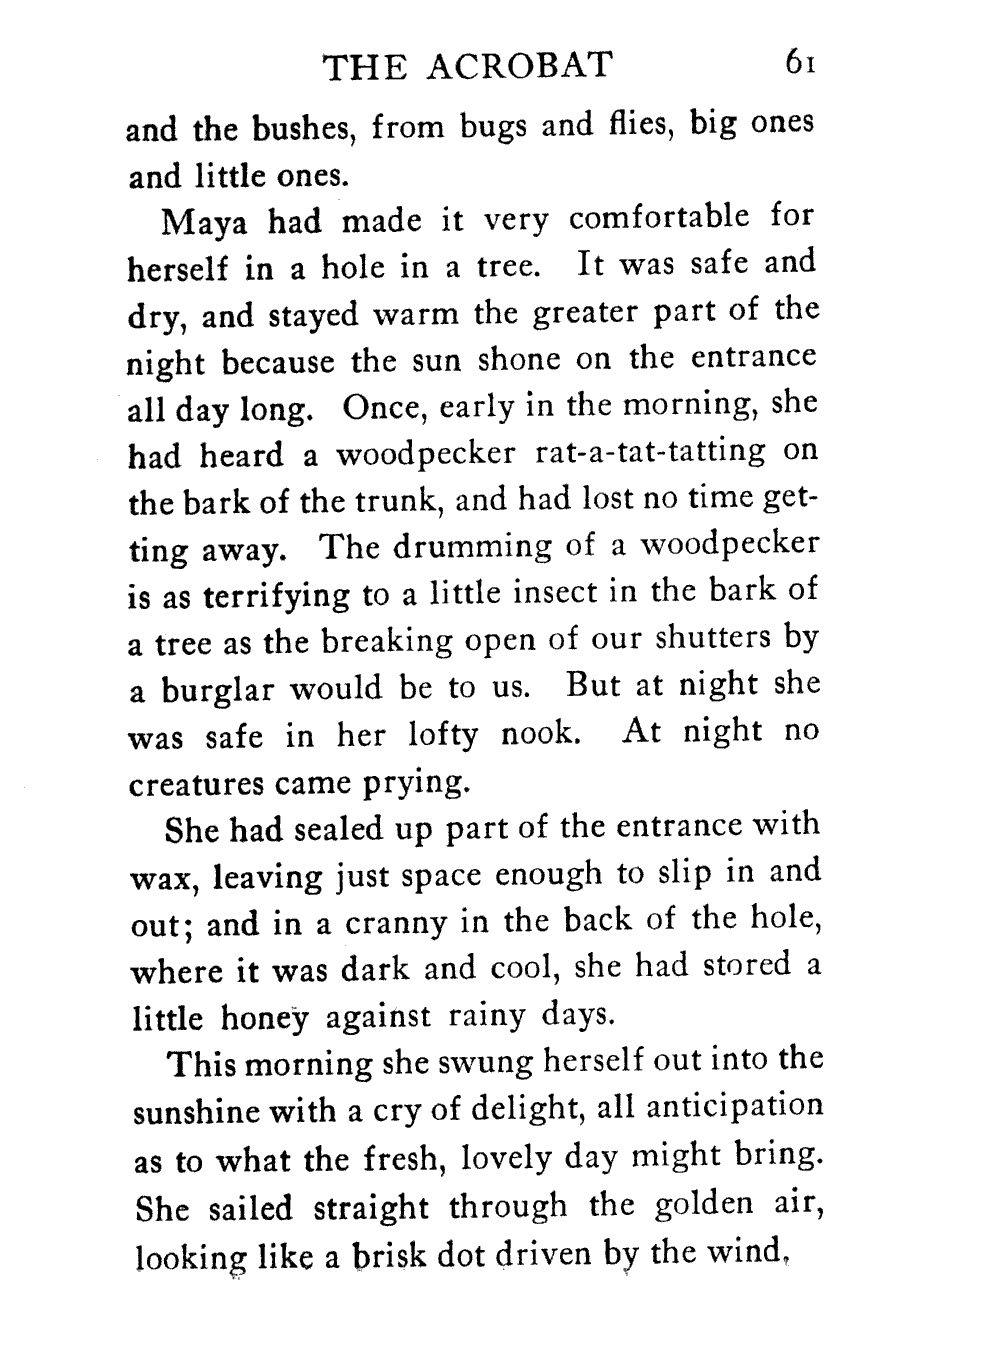 THE ACROBAT 61
and the bushes, from bugs and flies, big ones
and little ones.
Maya had made it very comfortable for
herself in a hole in a tree. It was safe and
dry, and stayed warm the greater part of the
night because the sun shone on the entrance
all day long. Once, early in the morning, she
had heard a woodpecker rat-a-tat-tatting on
the bark of the trunk, and had lost no time get-
ting away. The drumming of a woodpecker
is as terrifying to a little insect in the bark of
a tree as the breaking open of our shutters by
a burglar would be to us. But at night she
was safe in her lofty nook. At night no
creatures came prying.
She had sealed up part of the entrance with
wax, leaving just space enough to slip in and
out; and in a cranny in the back of the hole,
where it was dark and cool, she had stored a
little honey against rainy days.
This morning she swung herself out into the
sunshine with a cry of delight, all anticipation
as to what the fresh, lovely day might bring.
She sailed straight through the golden air,
looking like a brisk dot driven by the wind.